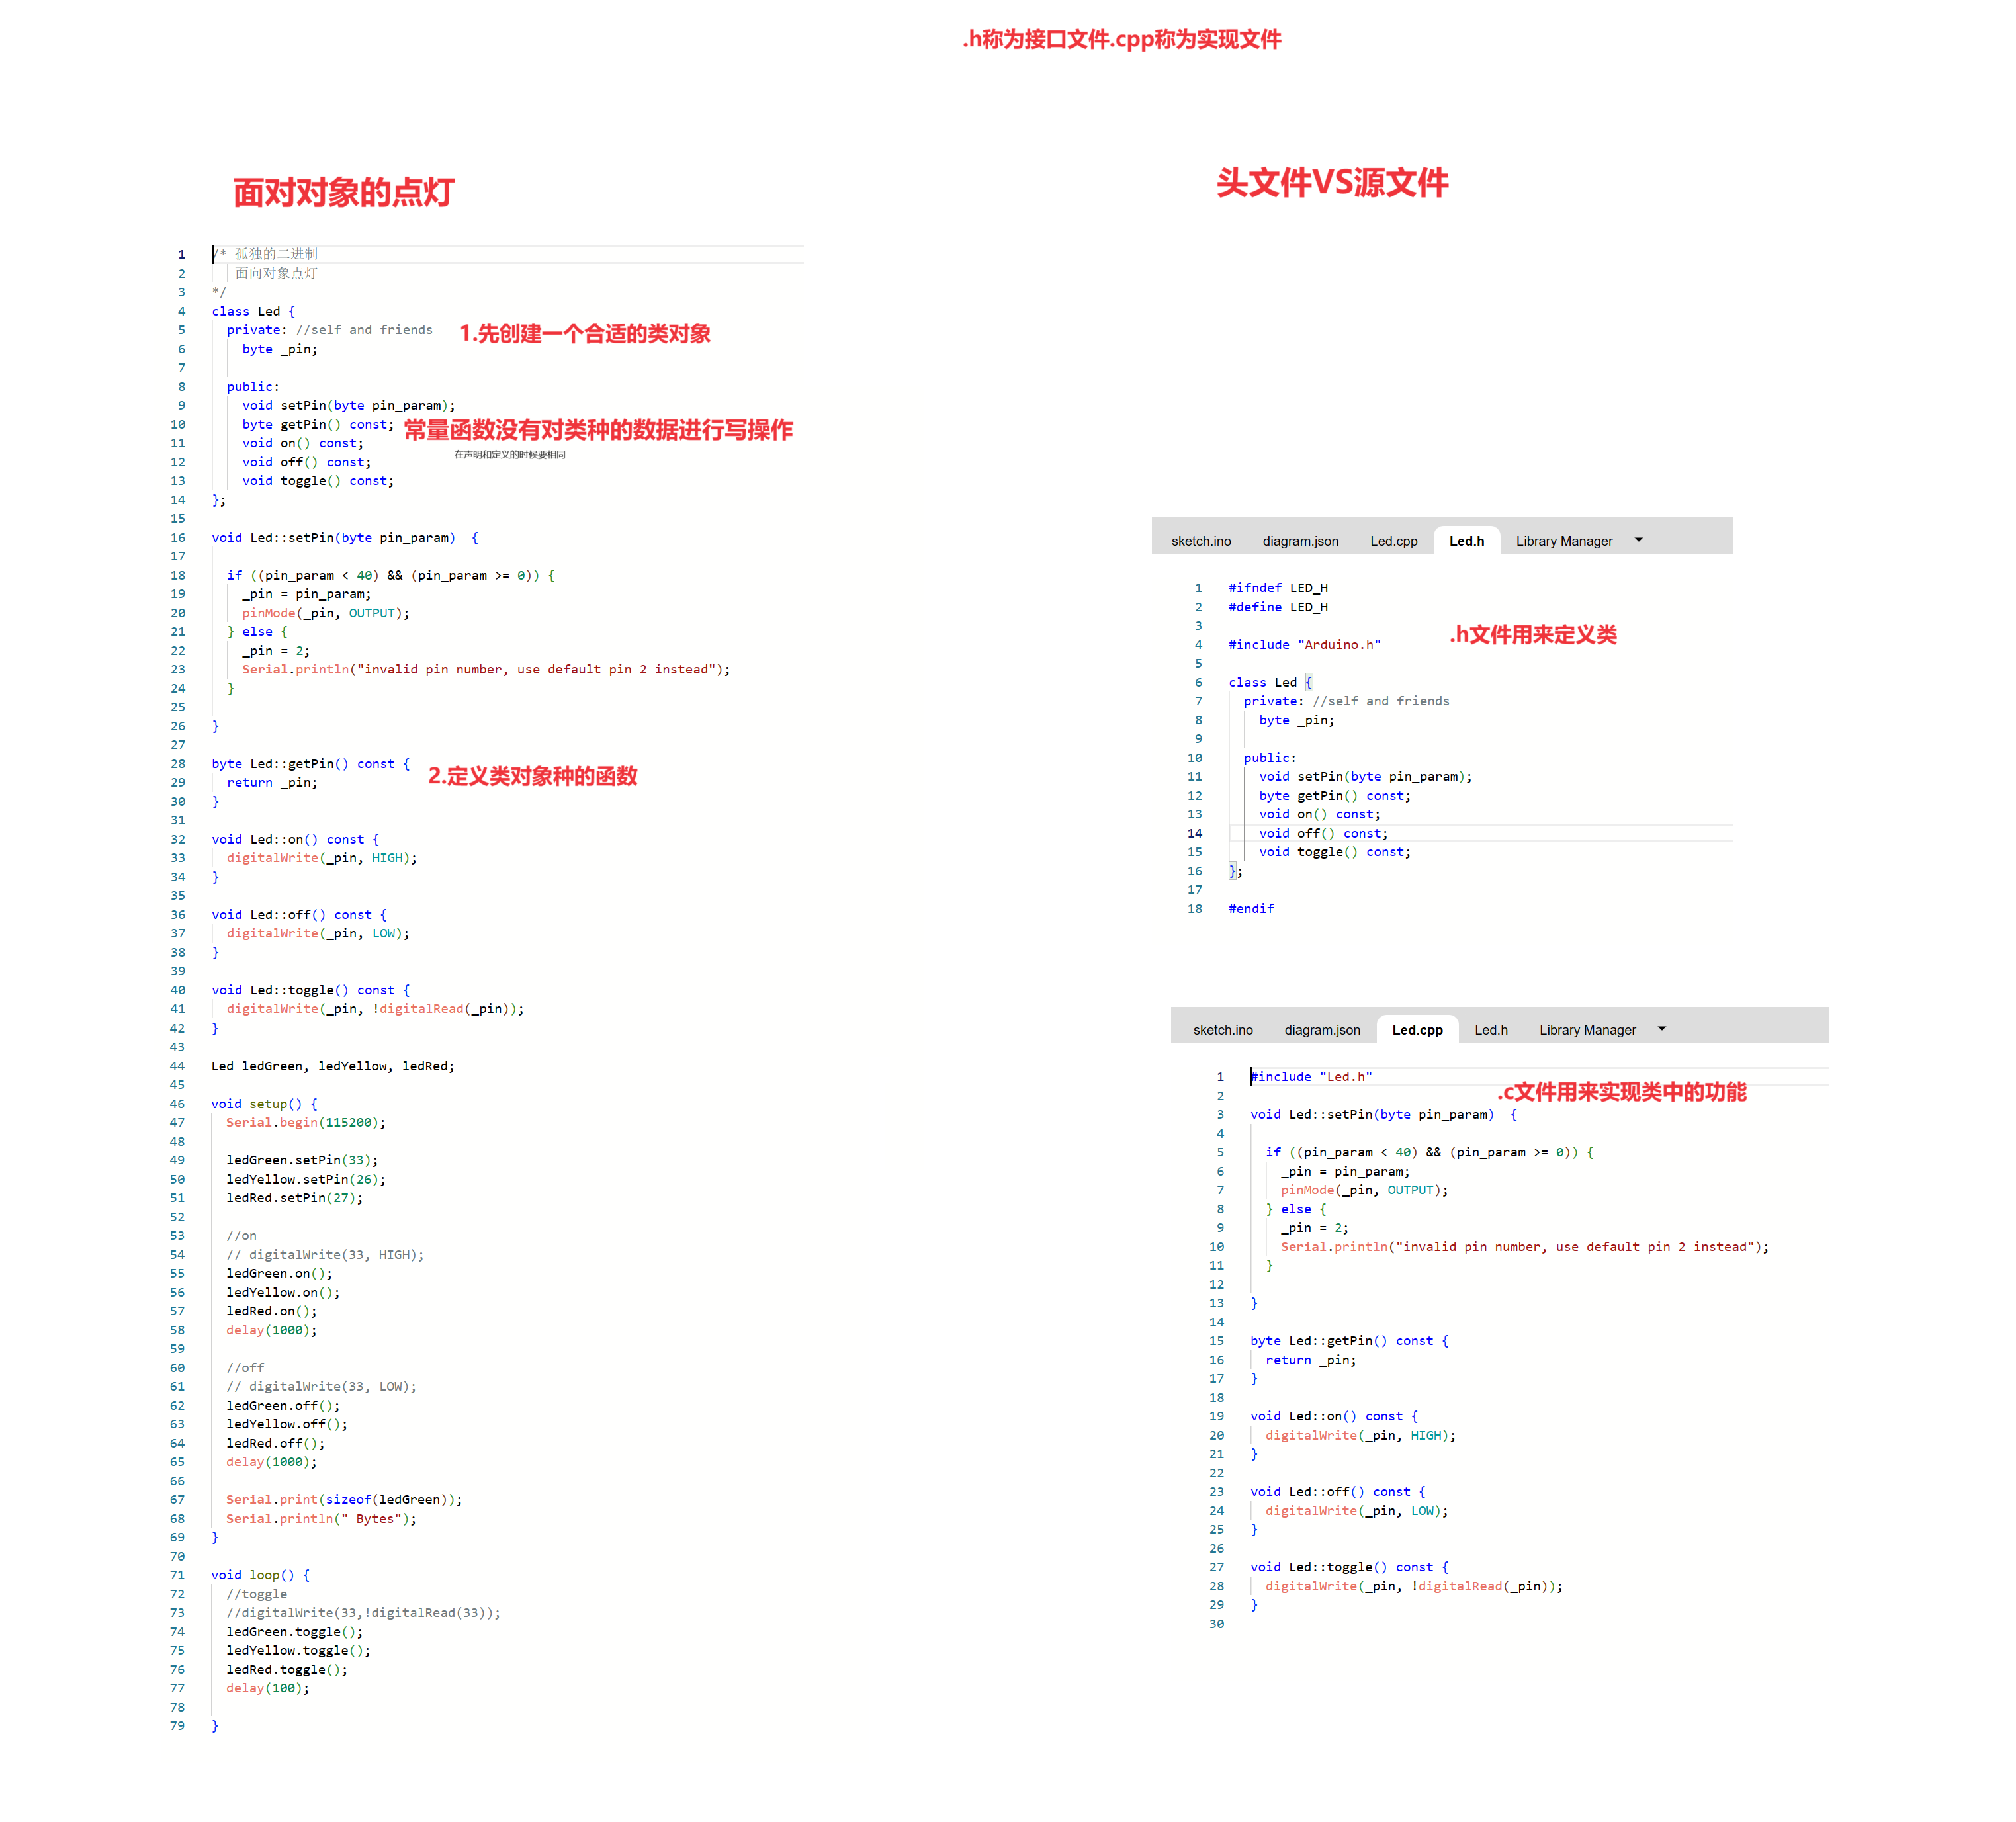 .h称为接口文件.cpp称为实现文件
面对对象的点灯
1 /* 孤独的二进制
2 面向对象点灯
3 */
4 class Led {
5 private: //self and friends
1.先创建一个合适的类对象
6 byte _pin;
7
8 public:
9 void setPin(byte pin_param);
10 byte getPin() const;
常量函数没有对类种的数据进行写操作
11 void on() const;
在声明和定义的时候要相同
12 void off() const;
13 void toggle() const;
14 };
15
16 void Led::setPin(byte pin_param)  {
17
18 if ((pin_param < 40) && (pin_param >= 0)) {
19 _pin = pin_param;
20 pinMode(_pin, OUTPUT);
21 } else {
22 _pin = 2;
23 Serial.println("invalid pin number, use default pin 2 instead");
24 }
25
26 }
27
28 byte Led::getPin() const {
2.定义类对象种的函数
29 return _pin;
30 }
31
32 void Led::on() const {
33 digitalWrite(_pin, HIGH);
34 }
35
36 void Led::off() const {
37 digitalWrite(_pin, LOW);
38 }
39
40 void Led::toggle() const {
41 digitalWrite(_pin, !digitalRead(_pin));
42 }
43
44 Led ledGreen, ledYellow, ledRed;
45
46 void setup() {
47 Serial.begin(115200);
48
49 ledGreen.setPin(33);
50 ledYellow.setPin(26);
51 ledRed.setPin(27);
52
53 //on
54 // digitalWrite(33, HIGH);
55 ledGreen.on();
56 ledYellow.on();
57 ledRed.on();
58 delay(1000);
59
60 //off
61 // digitalWrite(33, LOW);
62 ledGreen.off();
63 ledYellow.off();
64 ledRed.off();
65 delay(1000);
66
67 Serial.print(sizeof(ledGreen));
68 Serial.println(" Bytes");
69 }
70
71 void loop() {
72 //toggle
73 //digitalWrite(33,!digitalRead(33));
74 ledGreen.toggle();
75 ledYellow.toggle();
76 ledRed.toggle();
77 delay(100);
78
79 }
头文件VS源文件
sketch.ino diagram.json Led.cpp Led.h Library Manager
1 #ifndef LED_H
2 #define LED_H
3
.h文件用来定义类
4 #include "Arduino.h"
5
6 class Led {
7 private: //self and friends
8 byte _pin;
9
10 public:
11 void setPin(byte pin_param);
12 byte getPin() const;
13 void on() const;
14 void off() const;
15 void toggle() const;
16 };
17
18 #endif
sketch.ino diagram.json Led.cpp Led.h Library Manager
1 #include "Led.h"
.c文件用来实现类中的功能
2
3 void Led::setPin(byte pin_param)  {
4
5 if ((pin_param < 40) && (pin_param >= 0)) {
6 _pin = pin_param;
7 pinMode(_pin, OUTPUT);
8 } else {
9 _pin = 2;
10 Serial.println("invalid pin number, use default pin 2 instead");
11 }
12
13 }
14
15 byte Led::getPin() const {
16 return _pin;
17 }
18
19 void Led::on() const {
20 digitalWrite(_pin, HIGH);
21 }
22
23 void Led::off() const {
24 digitalWrite(_pin, LOW);
25 }
26
27 void Led::toggle() const {
28 digitalWrite(_pin, !digitalRead(_pin));
29 }
30